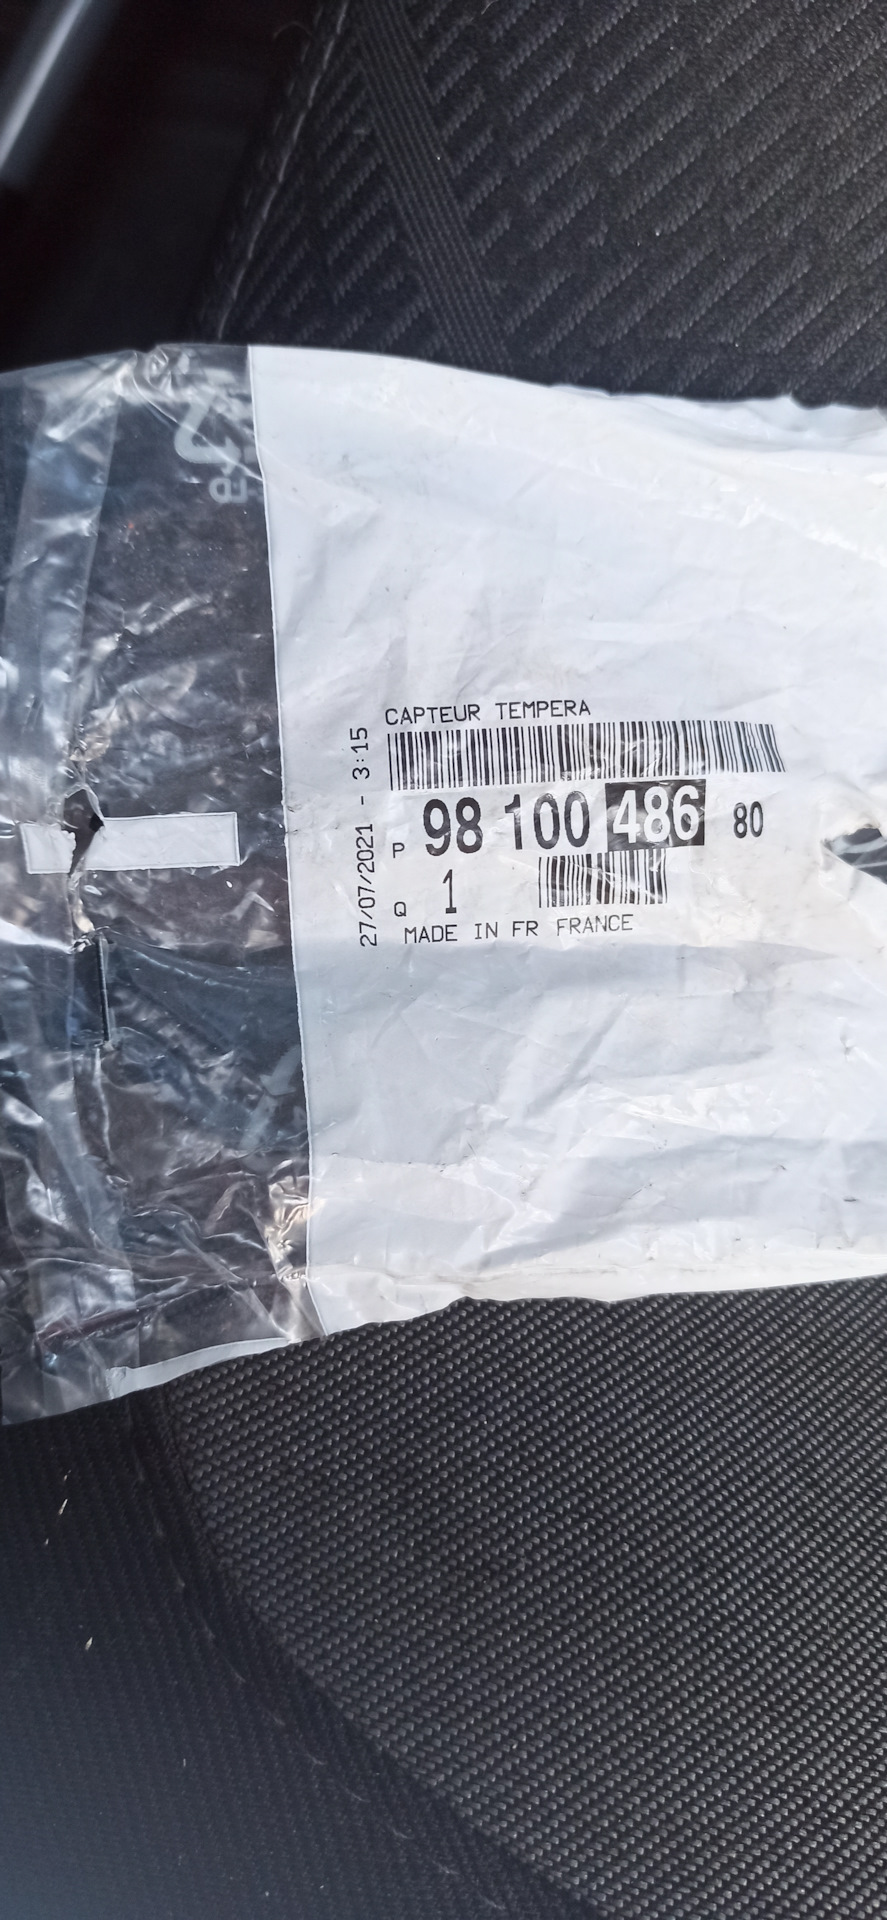 CAPTEUR TEMPERA
P 98 100 486 80
Q 1
MADE IN FR FRANCE
27/07/2021 - 3:15